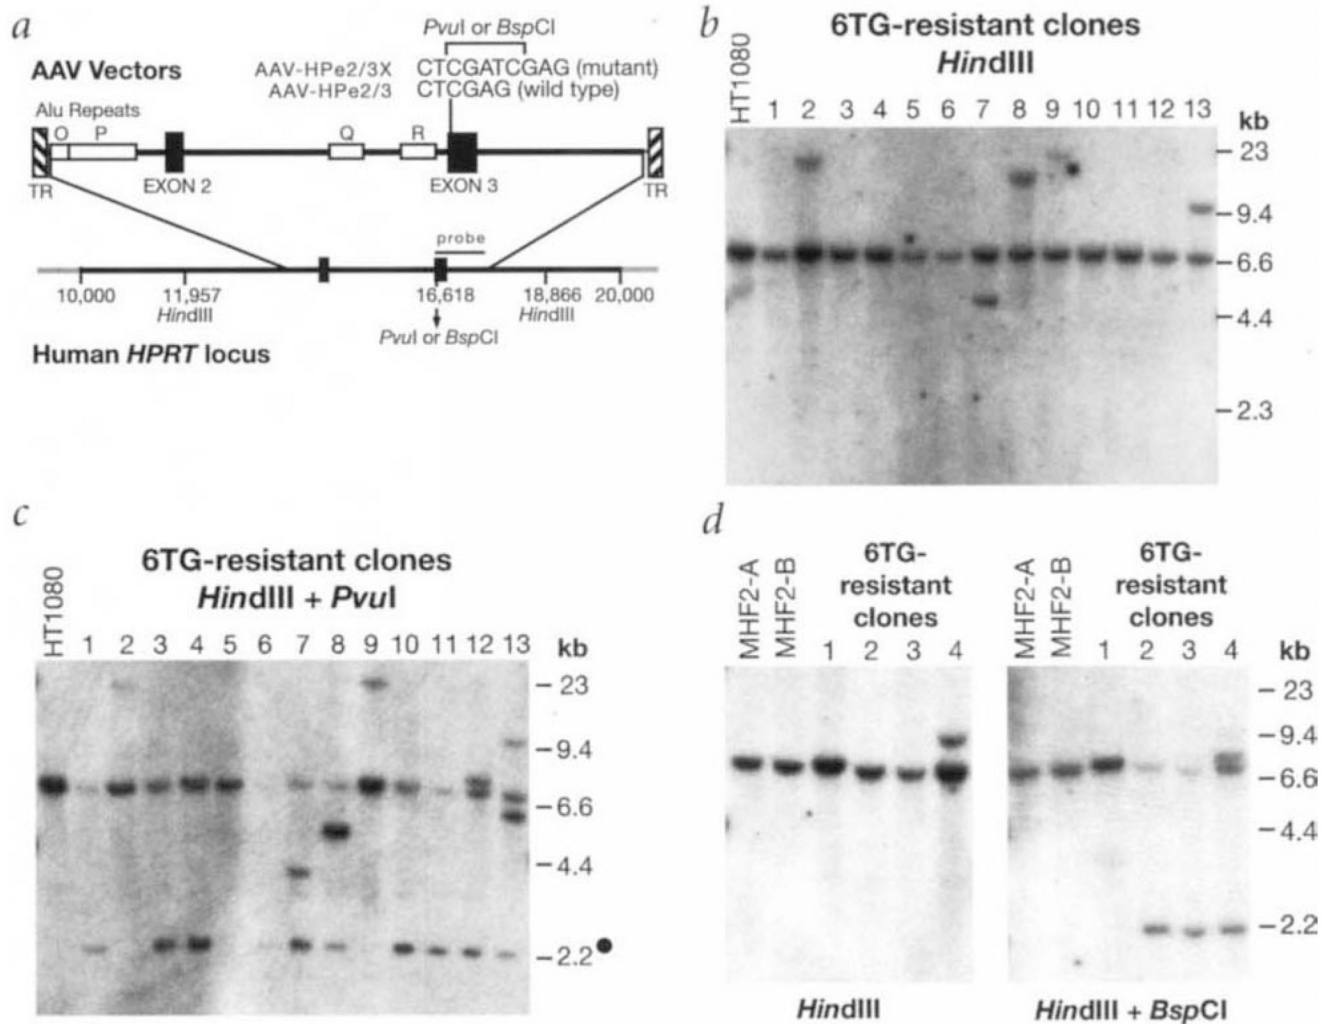 a
PvuI or BspCI
AAV Vectors
AAV-HPe2/3X CTCGATCGAG (mutant)
AAV-HPe2/3 CTCGAG (wild type)
Alu Repeats
O P Q R
TR EXON 2 EXON 3 TR
probe
10,000 11,957 16,618 18,866 20,000
HindIII HindIII
PvuI or BspCI
Human HPRT locus
b
6TG-resistant clones
HindIII
HT1080 1 2 3 4 5 6 7 8 9 10 11 12 13 kb
23
9.4
6.6
4.4
2.3
c
6TG-resistant clones
HindIII + PvuI
HT1080 1 2 3 4 5 6 7 8 9 10 11 12 13 kb
23
9.4
6.6
4.4
2.2
d
6TG-
resistant
clones
MHF2-A MHF2-B 1 2 3 4
HindIII
6TG-
resistant
clones
MHF2-A MHF2-B 1 2 3 4 kb
23
9.4
6.6
4.4
2.2
HindIII + BspCI